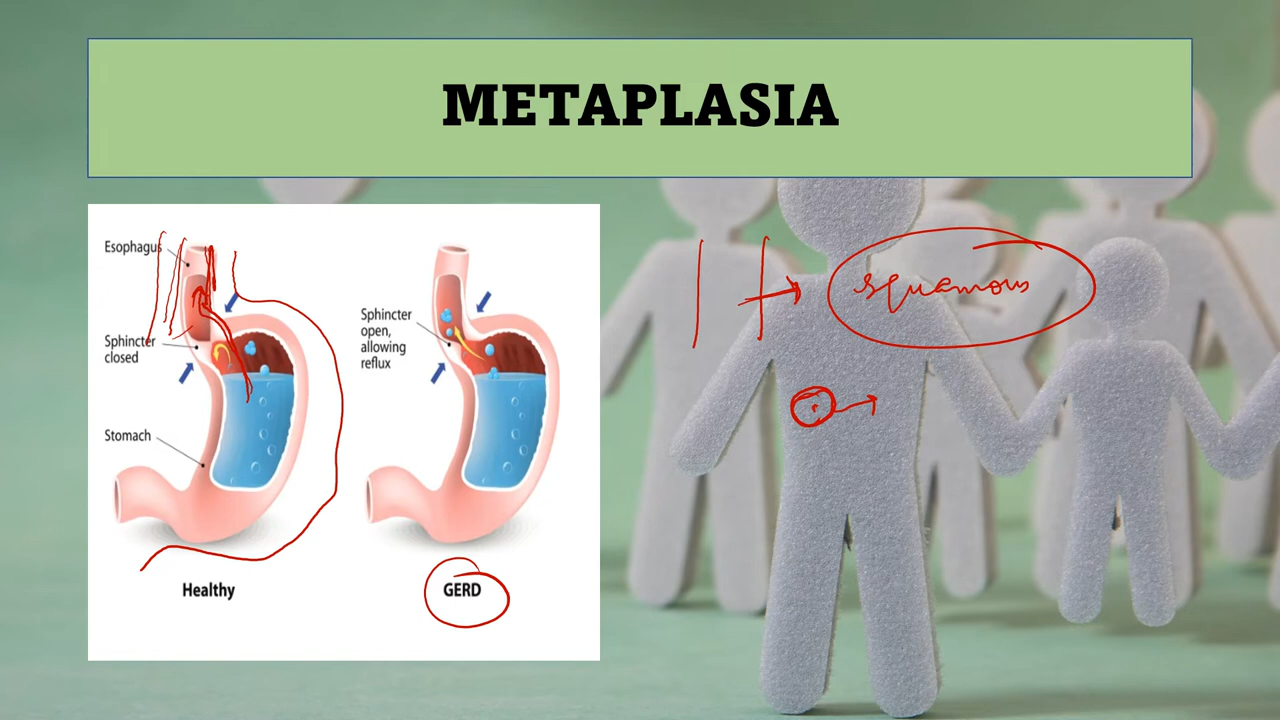 METAPLASIA
Esophagus
Sphincter
closed
Stomach
Healthy
Sphincter
open,
allowing
reflux
GERD
squamous